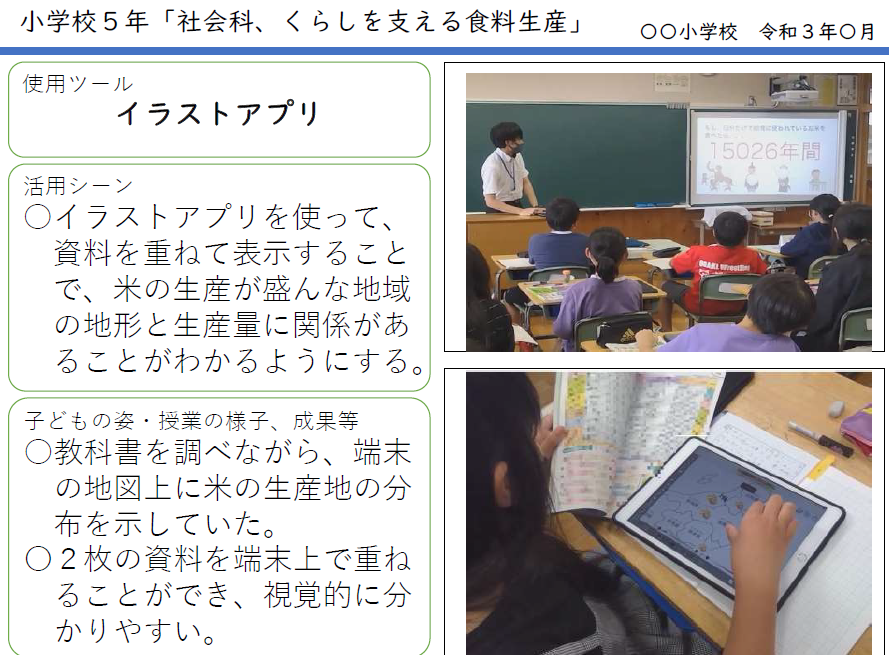 小学校５年「社会科、くらしを支える食料生産」
〇〇小学校　令和３年〇月
使用ツール
イラストアプリ
活用シーン
〇イラストアプリを使って、
資料を重ねて表示すること
で、米の生産が盛んな地域
の地形と生産量に関係があ
ることがわかるようにする。
子どもの姿・授業の様子、成果等
〇教科書を調べながら、端末
の地図上に米の生産地の分
布を示していた。
〇２枚の資料を端末上で重ね
ることができ、視覚的に分
かりやすい。
15026年間